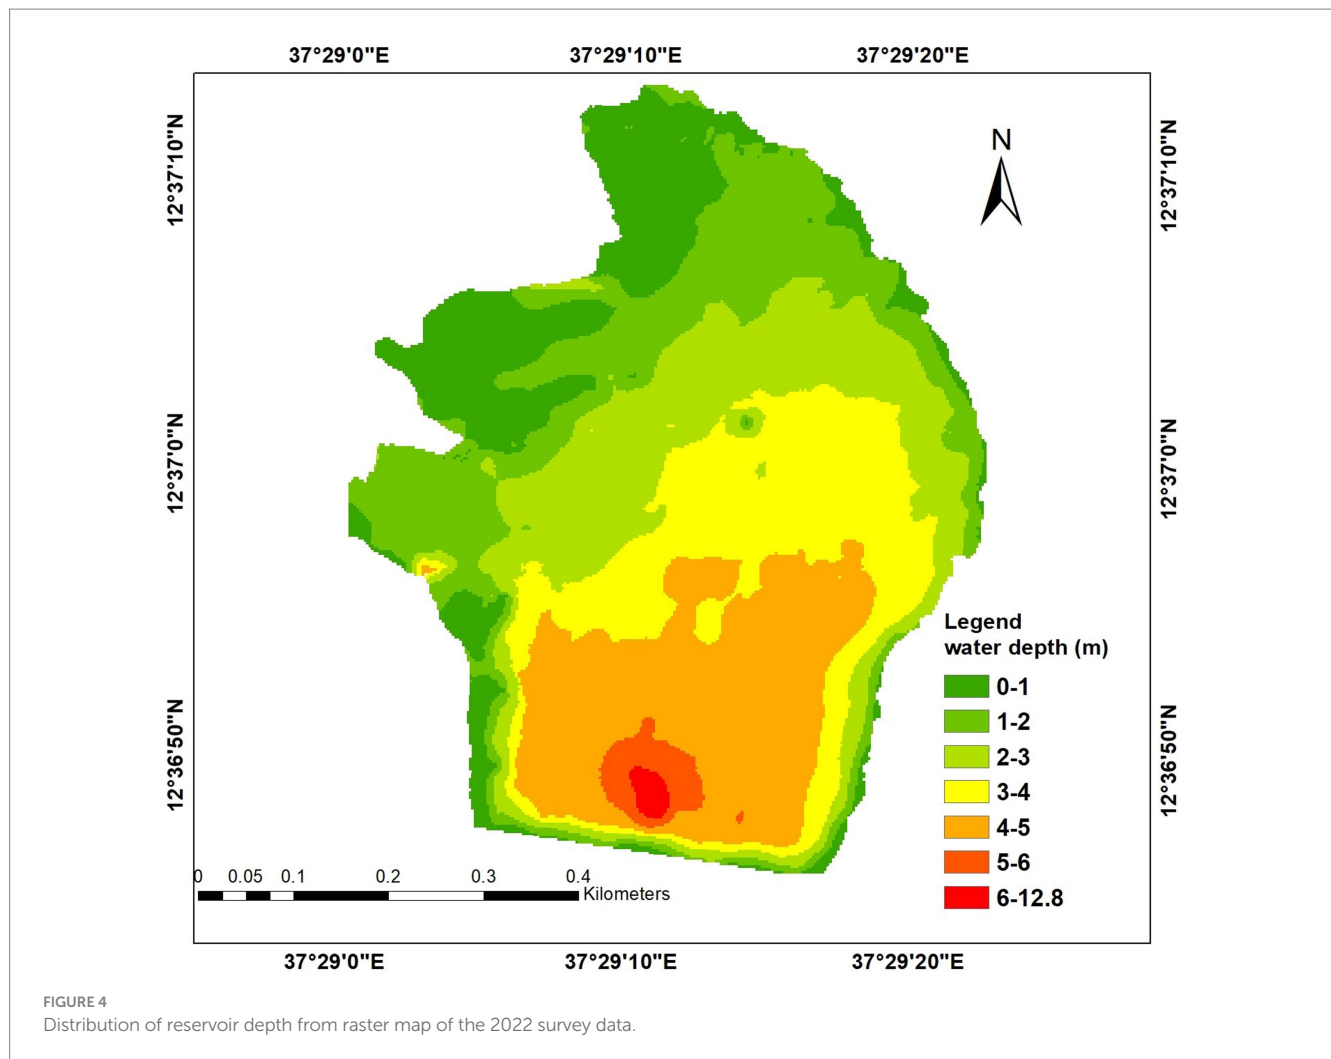 37°29'0"E 37°29'10"E 37°29'20"E
12°37'10"N 12°37'10"N
N
12°37'0"N 12°37'0"N
Legend
water depth (m)
0-1
1-2
12°36'50"N 12°36'50"N
2-3
3-4
4-5
5-6
6-12.8
0 0.05 0.1 0.2 0.3 0.4
Kilometers
37°29'0"E 37°29'10"E 37°29'20"E
FIGURE 4
Distribution of reservoir depth from raster map of the 2022 survey data.